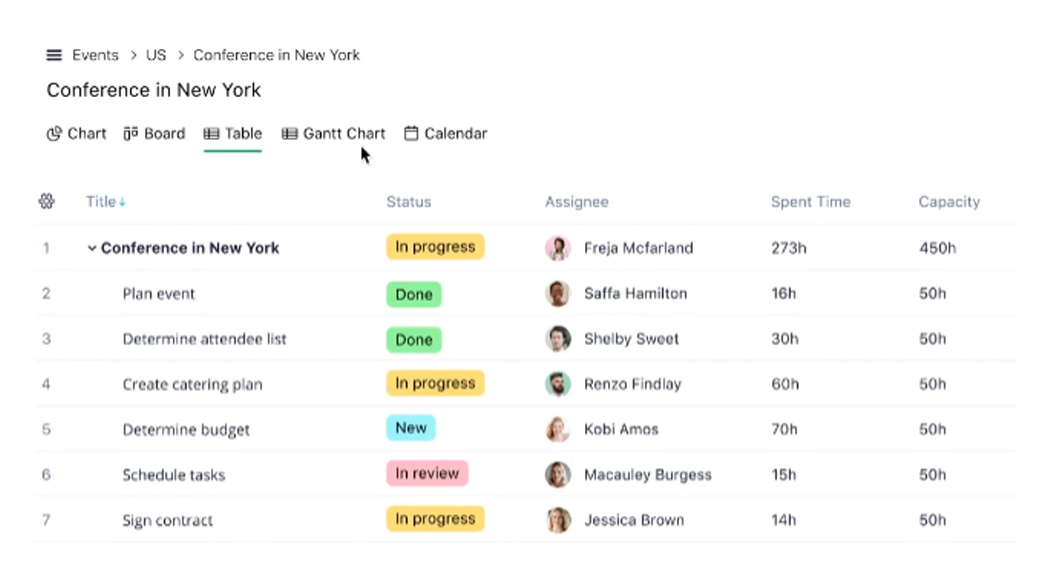 Events > US > Conference in New York
Conference in New York
Chart Board Table Gantt Chart Calendar
Title↓ Status Assignee Spent Time Capacity
1 Conference in New York In progress Freja Mcfarland 273h 450h
2 Plan event Done Saffa Hamilton 16h 50h
3 Determine attendee list Done Shelby Sweet 30h 50h
4 Create catering plan In progress Renzo Findlay 60h 50h
5 Determine budget New Kobi Amos 70h 50h
6 Schedule tasks In review Macauley Burgess 15h 50h
7 Sign contract In progress Jessica Brown 14h 50h